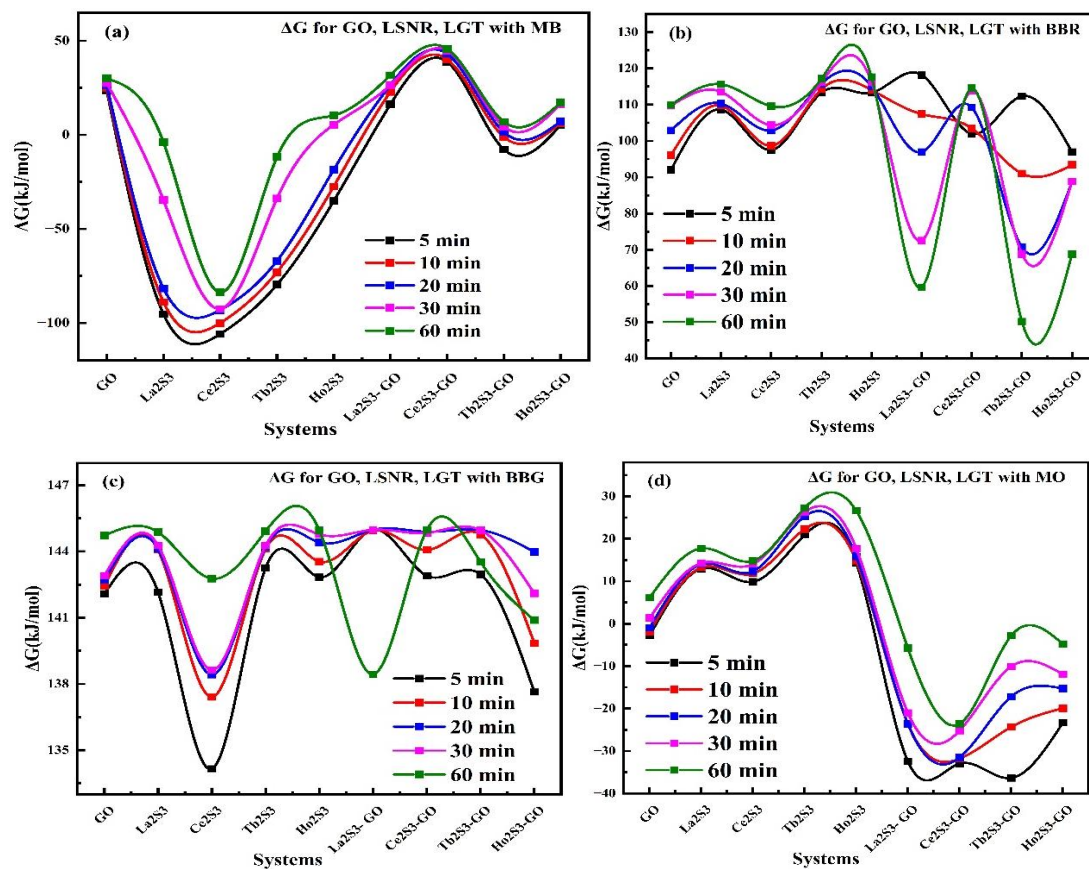 (a) ΔG for GO, LSNR, LGT with MB
50
0
−50
−100
ΔG(kJ/mol)
5 min
10 min
20 min
30 min
60 min
GO
La2S3
Ce2S3
Tb2S3
Ho2S3
La2S3- GO
Ce2S3-GO
Tb2S3-GO
Ho2S3-GO
Systems
(b) ΔG for GO, LSNR, LGT with BBR
130
120
110
100
90
80
70
60
50
40
ΔG(kJ/mol)
5 min
10 min
20 min
30 min
60 min
GO
La2S3
Ce2S3
Tb2S3
Ho2S3
La2S3- GO
Ce2S3-GO
Tb2S3-GO
Ho2S3-GO
Systems
(c) ΔG for GO, LSNR, LGT with BBG
147
144
141
138
135
ΔG(kJ/mol)
5 min
10 min
20 min
30 min
60 min
GO
La2S3
Ce2S3
Tb2S3
Ho2S3
La2S3- GO
Ce2S3-GO
Tb2S3-GO
Ho2S3-GO
Systems
(d) ΔG for GO, LSNR, LGT with MO
30
20
10
0
−10
−20
−30
−40
ΔG(kJ/mol)
5 min
10 min
20 min
30 min
60 min
GO
La2S3
Ce2S3
Tb2S3
Ho2S3
La2S3- GO
Ce2S3-GO
Tb2S3-GO
Ho2S3-GO
Systems